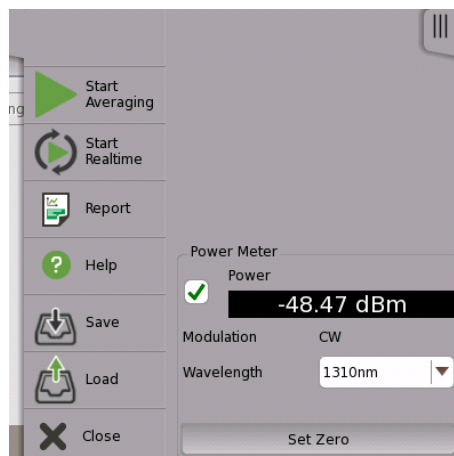 ng
Start
Averaging
Start
Realtime
Report
Help
Save
Load
Close
Power Meter
Power
-48.47 dBm
Modulation CW
Wavelength 1310nm
Set Zero